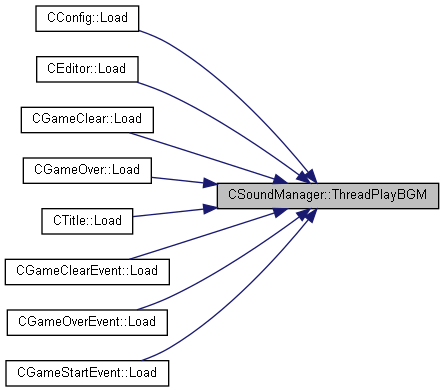 CConfig::Load
CEditor::Load
CGameClear::Load
CGameOver::Load
CSoundManager::ThreadPlayBGM
CTitle::Load
CGameClearEvent::Load
CGameOverEvent::Load
CGameStartEvent::Load